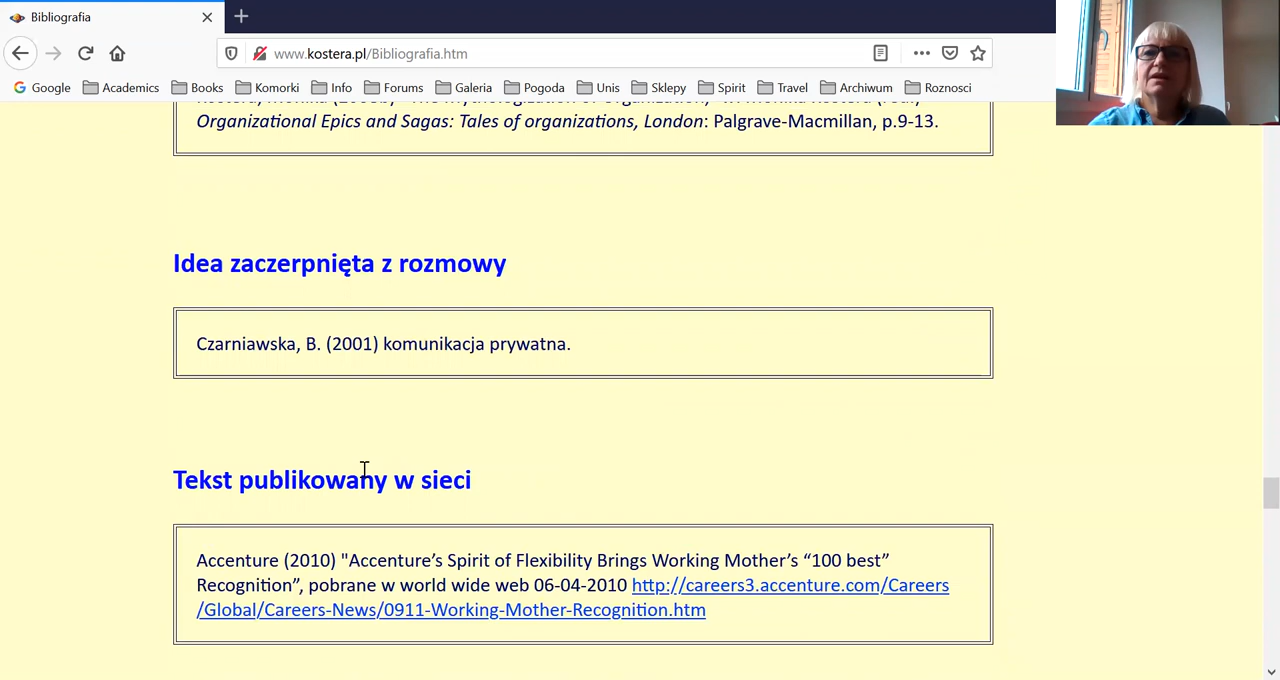 Bibliografia
www.kostera.pl/Bibliografia.htm
Google Academics Books Komorki Info Forums Galeria Pogoda Unis Sklepy Spirit Travel Archiwum Roznosci
Organizational Epics and Sagas: Tales of organizations, London: Palgrave-Macmillan, p.9-13.
Idea zaczerpnięta z rozmowy
Czarniawska, B. (2001) komunikacja prywatna.
Tekst publikowany w sieci
Accenture (2010) "Accenture’s Spirit of Flexibility Brings Working Mother’s “100 best”
Recognition”, pobrane w world wide web 06-04-2010 http://careers3.accenture.com/Careers
/Global/Careers-News/0911-Working-Mother-Recognition.htm